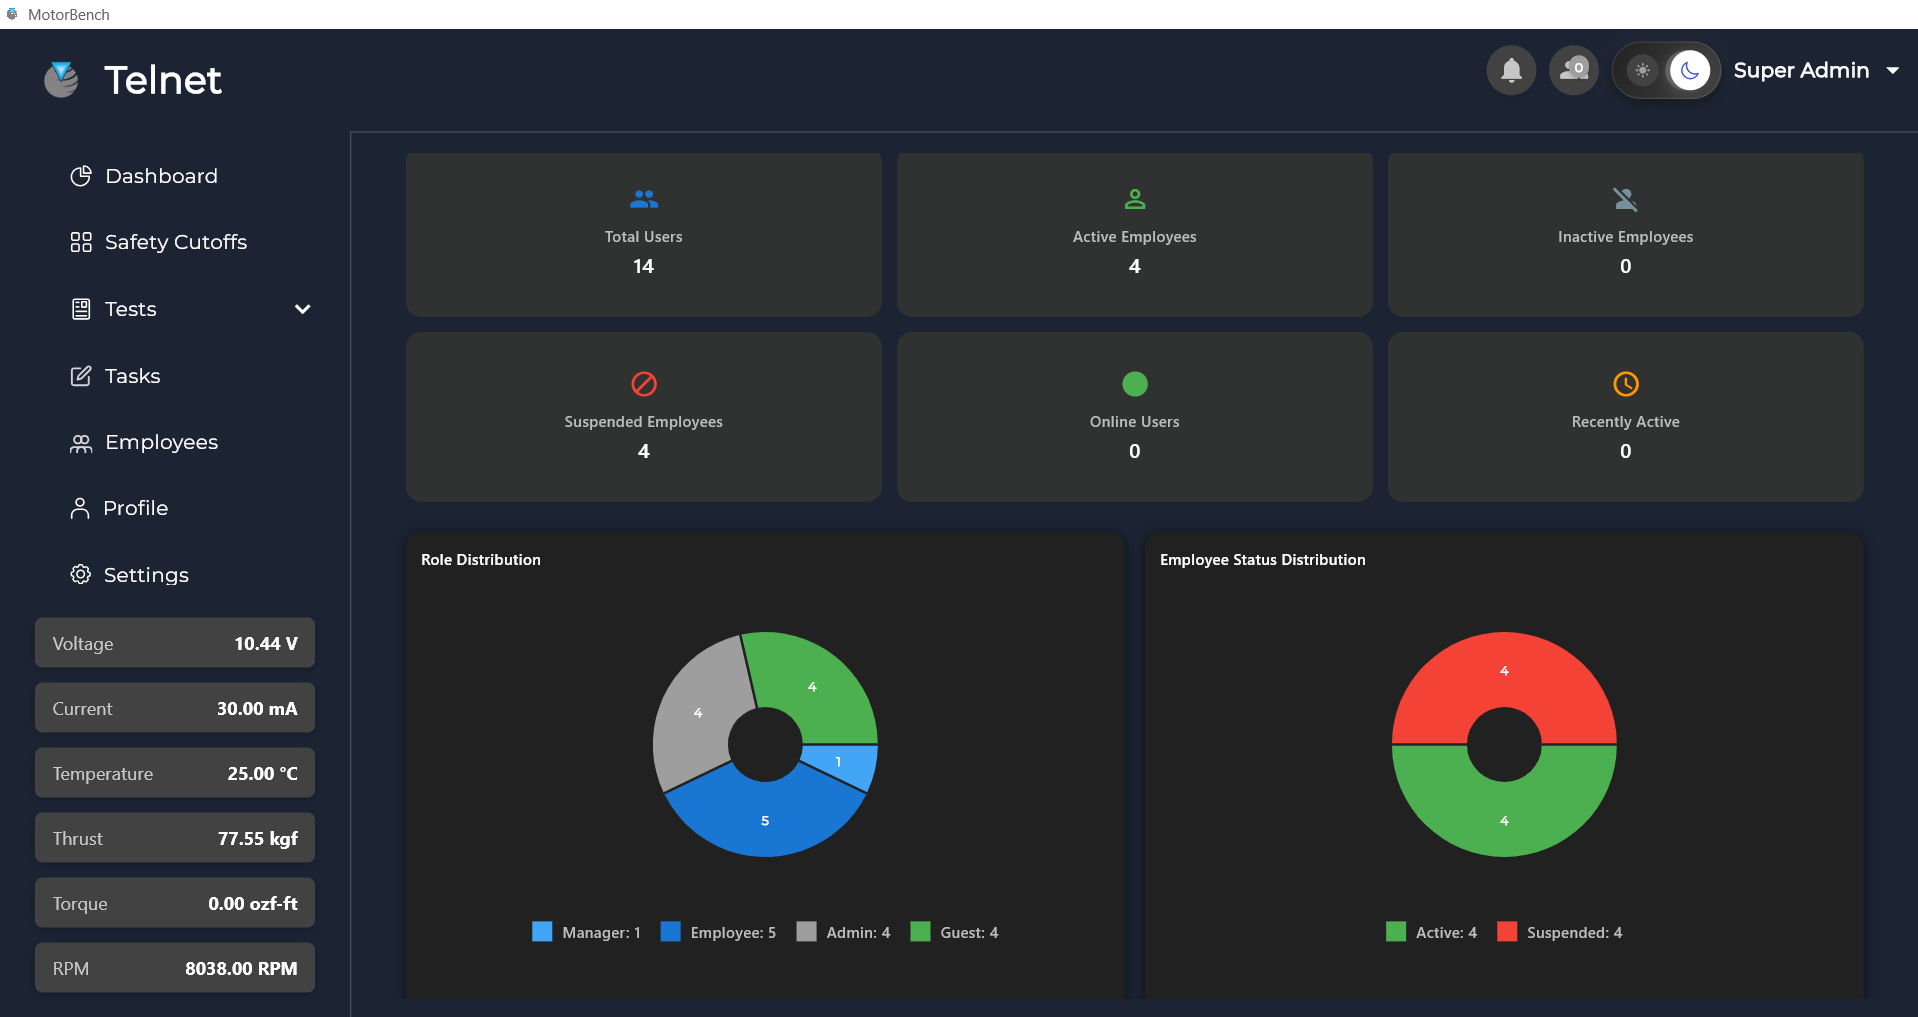 MotorBench
Telnet
0
Super Admin
Dashboard
Safety Cutoffs
Tests
Tasks
Employees
Profile
Settings
Voltage 10.44 V
Current 30.00 mA
Temperature 25.00 °C
Thrust 77.55 kgf
Torque 0.00 ozf-ft
RPM 8038.00 RPM
Total Users
14
Active Employees
4
Inactive Employees
0
Suspended Employees
4
Online Users
0
Recently Active
0
Role Distribution
4
4
1
5
Manager: 1 Employee: 5 Admin: 4 Guest: 4
Employee Status Distribution
4
4
Active: 4 Suspended: 4